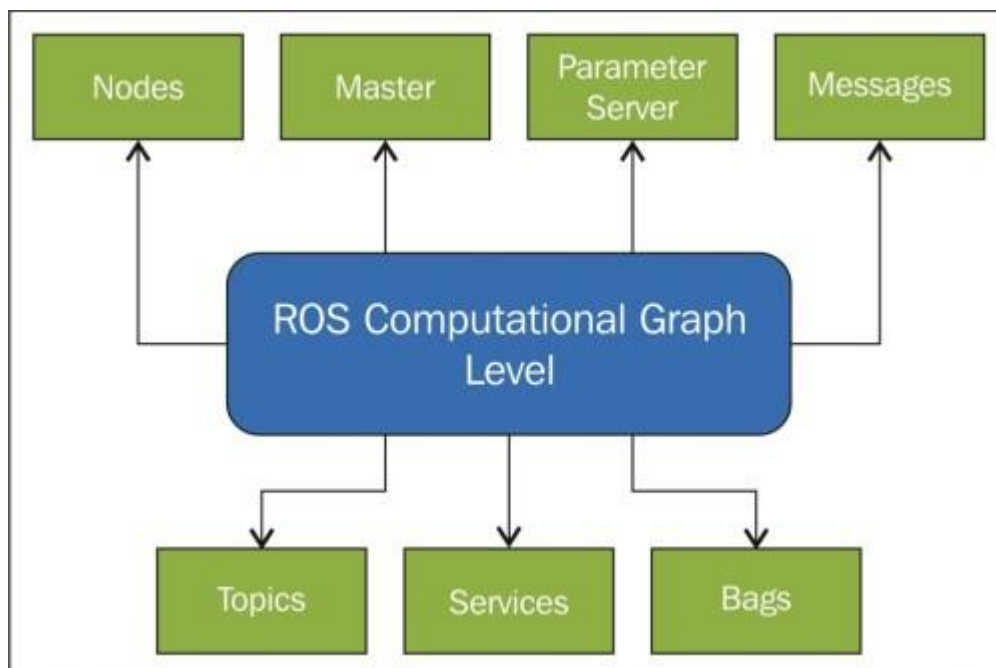 Nodes
Master
Parameter
Server
Messages
ROS Computational Graph
Level
Topics
Services
Bags